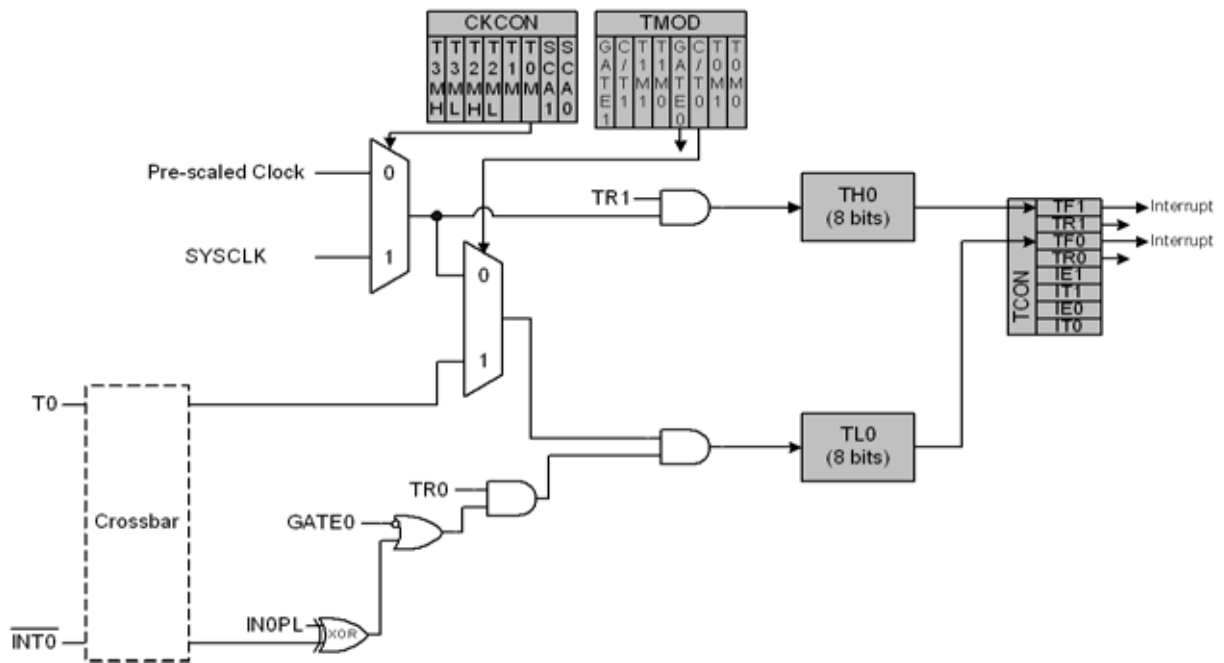 CKCON
T3MH T3ML T2MH T2ML T1M T0M SCA1 SCA0
TMOD
GATE1 C/T1 T1M1 T1M0 GATE0 C/T0 T0M1 T0M0
Pre-scaled Clock
0
SYSCLK
1
TR1
TH0
(8 bits)
0
1
TCON
TF1
TR1
TF0
TR0
IE1
IT1
IE0
IT0
Interrupt
Interrupt
T0
Crossbar
INT0
TL0
(8 bits)
TR0
GATE0
IN0PL
XOR